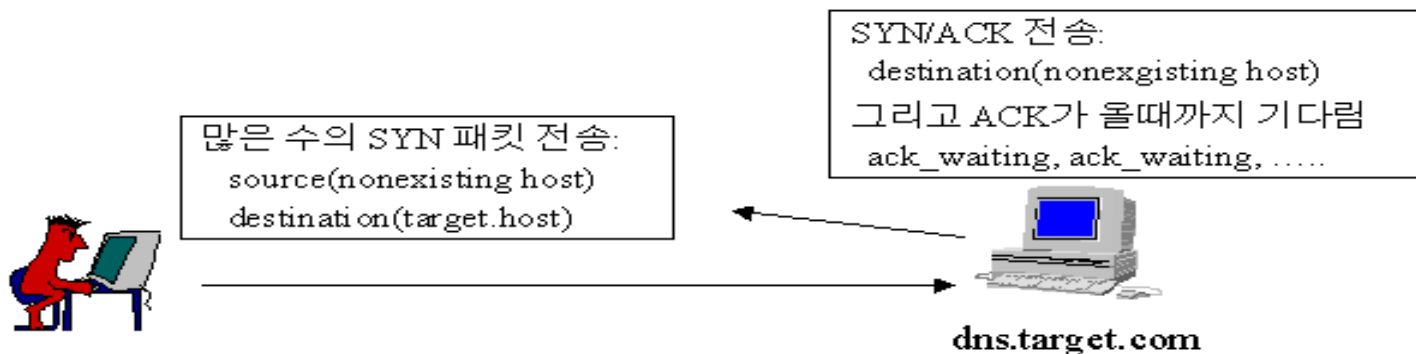 SYN/ACK 전송:
destination(nonexgisting host)
그리고 ACK가 올때까지 기다림
ack_waiting, ack_waiting, .....
많은 수의 SYN 패킷 전송:
source(nonexisting host)
destination(target.host)
dns.target.com